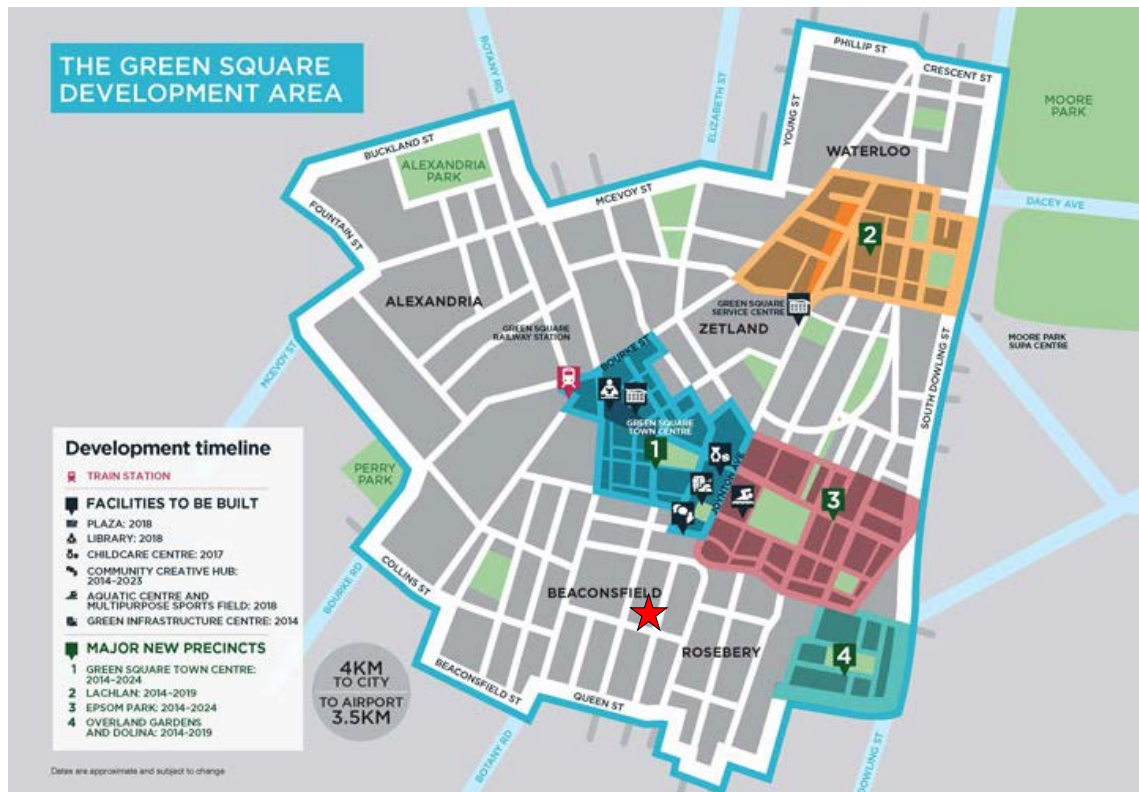 THE GREEN SQUARE
DEVELOPMENT AREA
BOTANY RD
ELIZABETH ST
PHILLIP ST
CRESCENT ST
YOUNG ST
MOORE
PARK
BUCKLAND ST
ALEXANDRIA
PARK
WATERLOO
MCEVOY ST
DACEY AVE
FOUNTAIN ST
2
ALEXANDRIA
GREEN SQUARE
SERVICE CENTRE
ZETLAND
GREEN SQUARE
RAILWAY STATION
MOORE PARK
SUPA CENTRE
MCEVOY ST
BOURKE ST
SOUTH DOWLING ST
GREEN SQUARE
TOWN CENTRE
1
JOYNTON AVE
3
PERRY
PARK
Development timeline
TRAIN STATION
FACILITIES TO BE BUILT
PLAZA: 2018
LIBRARY: 2018
CHILDCARE CENTRE: 2017
COMMUNITY CREATIVE HUB:
2014-2023
AQUATIC CENTRE AND
MULTIPURPOSE SPORTS FIELD: 2018
GREEN INFRASTRUCTURE CENTRE: 2014
MAJOR NEW PRECINCTS
1 GREEN SQUARE TOWN CENTRE:
2014-2024
2 LACHLAN: 2014-2019
3 EPSOM PARK: 2014-2024
4 OVERLAND GARDENS
AND DOLINA: 2014-2019
BOURKE RD
COLLINS ST
BEACONSFIELD
ROSEBERY
4
4KM
TO CITY
TO AIRPORT
3.5KM
BEACONSFIELD ST
QUEEN ST
BOTANY RD
DOWLING ST
Dates are approximate and subject to change